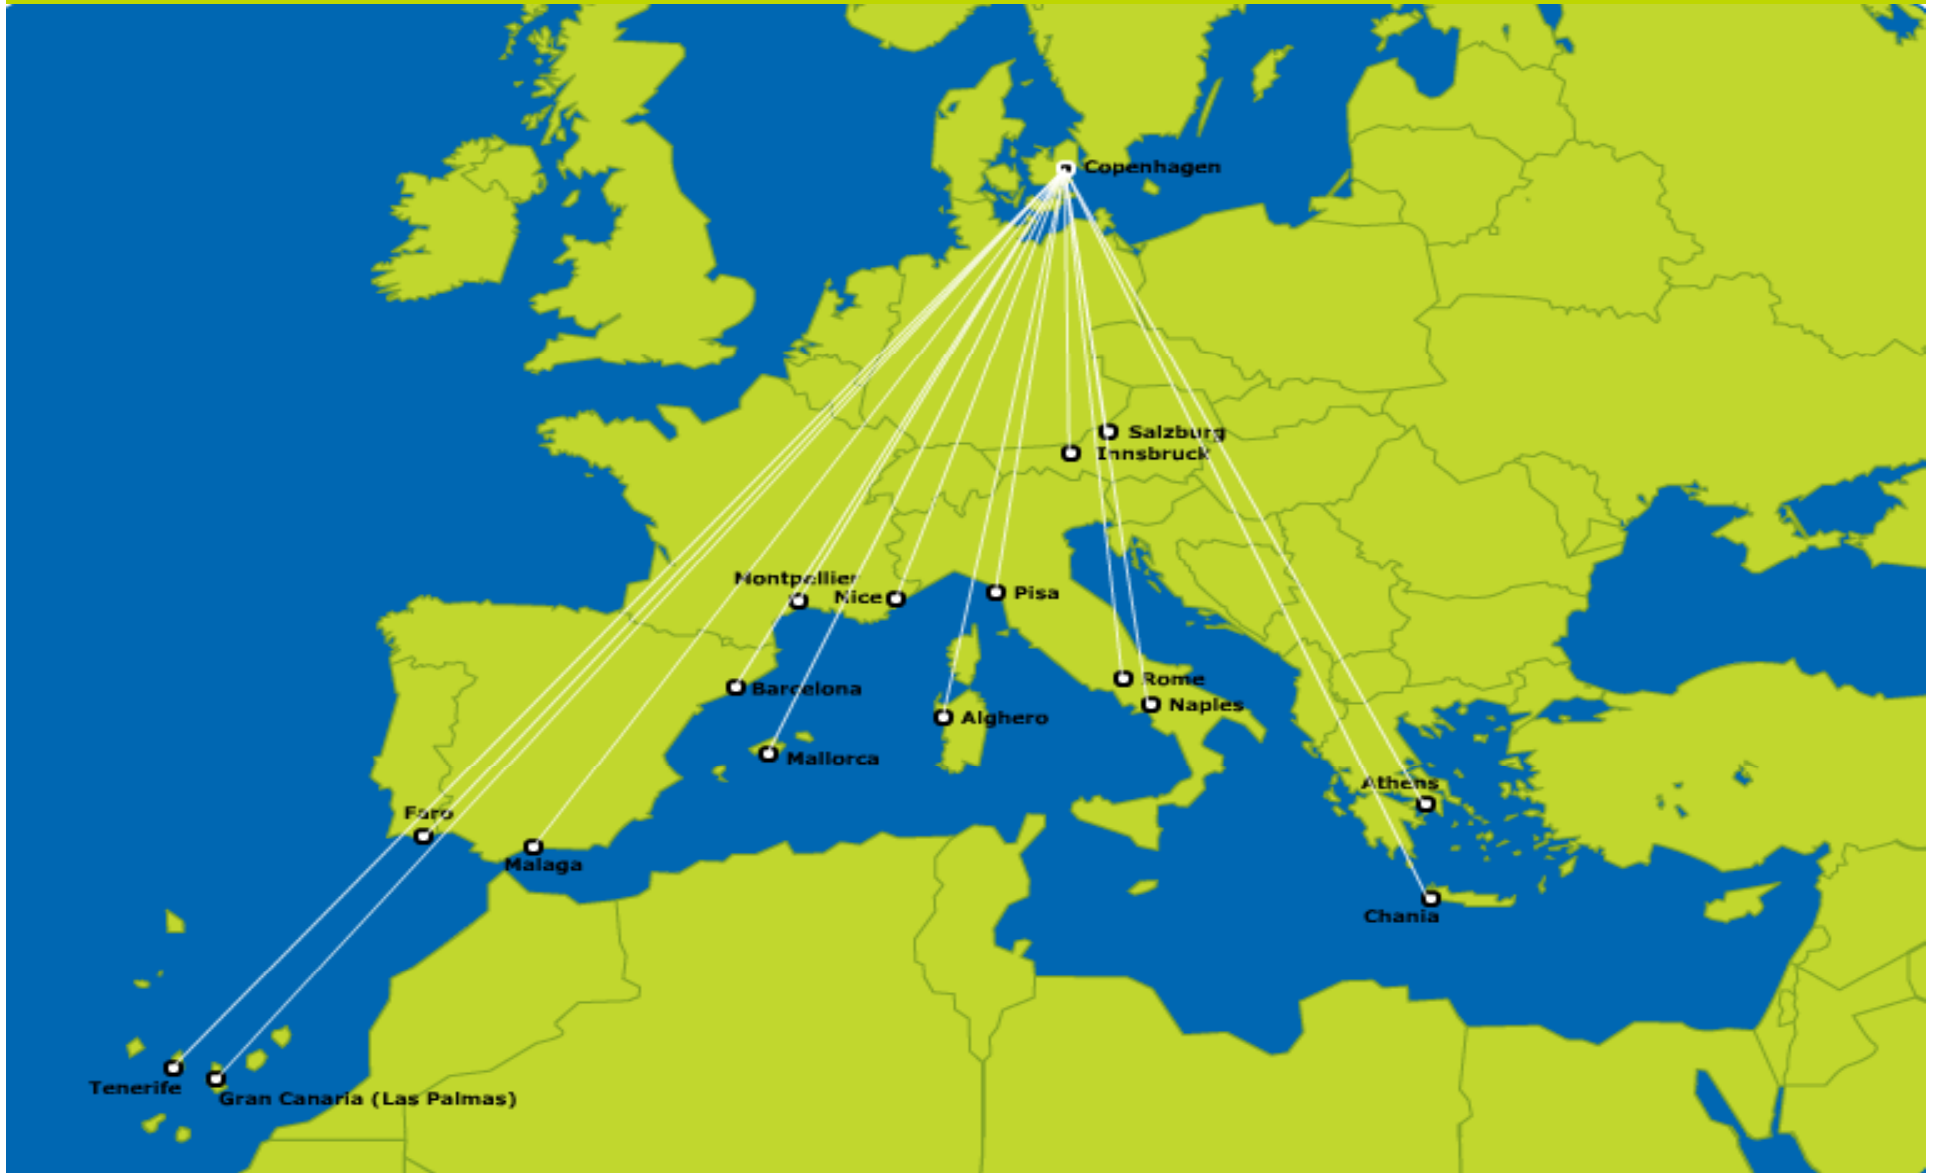 Copenhagen
Salzburg
Innsbruck
Montpellier
Nice
Pisa
Rome
Barcelona
Naples
Alghero
Mallorca
Athens
Faro
Malaga
Chania
Tenerife
Gran Canaria (Las Palmas)